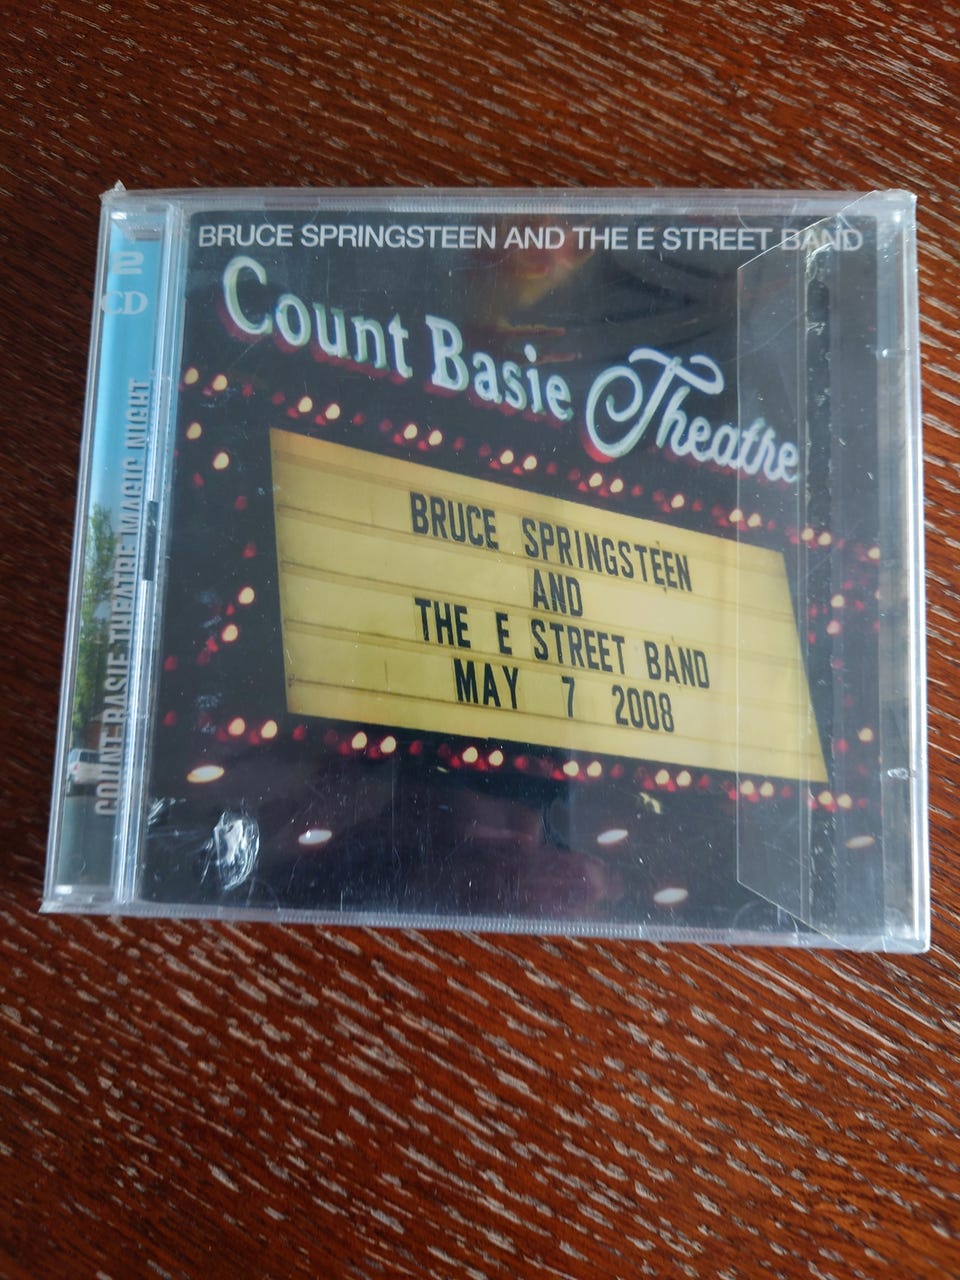 BRUCE SPRINGSTEEN AND THE E STREET BAND
Count Basie Theatre
BRUCE SPRINGSTEEN
AND
THE E STREET BAND
MAY 7 2008
2
CD
COUNT BASIE THEATRE MAGIC NIGHT